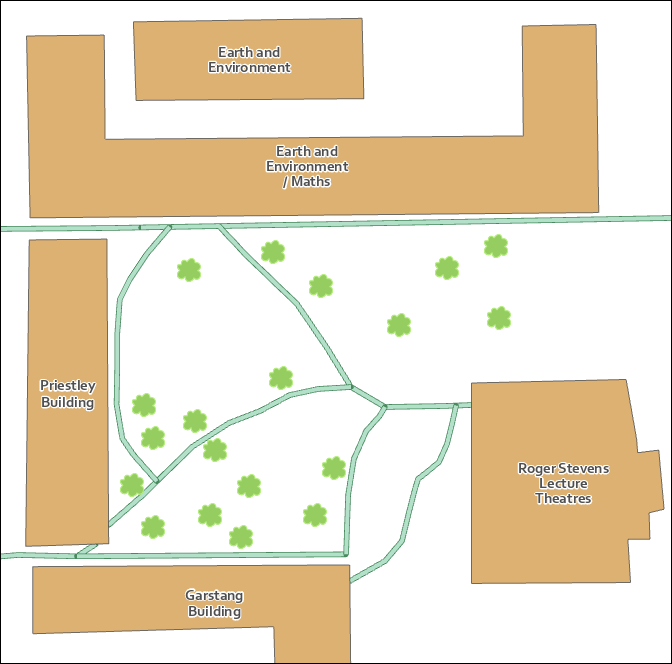 Earth and
Environment
Earth and
Environment
/ Maths
Priestley
Building
Roger Stevens
Lecture
Theatres
Garstang
Building